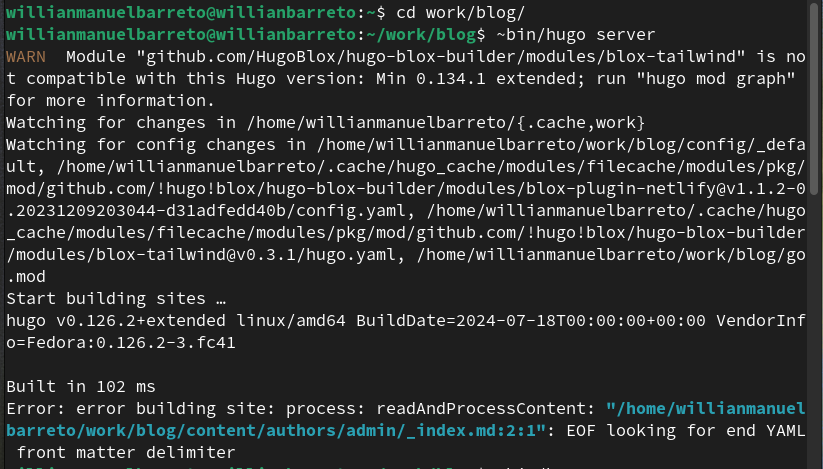 willianmanuelbarreto@willianbarreto:~$ cd work/blog/
willianmanuelbarreto@willianbarreto:~/work/blog$ ~bin/hugo server
WARN  Module "github.com/HugoBlox/hugo-blox-builder/modules/blox-tailwind" is no
t compatible with this Hugo version: Min 0.134.1 extended; run "hugo mod graph"
for more information.
Watching for changes in /home/willianmanuelbarreto/{.cache,work}
Watching for config changes in /home/willianmanuelbarreto/work/blog/config/_defa
ult, /home/willianmanuelbarreto/.cache/hugo_cache/modules/filecache/modules/pkg/
mod/github.com/!hugo!blox/hugo-blox-builder/modules/blox-plugin-netlify@v1.1.2-0
.20231209203044-d31adfedd40b/config.yaml, /home/willianmanuelbarreto/.cache/hugo
_cache/modules/filecache/modules/pkg/mod/github.com/!hugo!blox/hugo-blox-builder
/modules/blox-tailwind@v0.3.1/hugo.yaml, /home/willianmanuelbarreto/work/blog/go
.mod
Start building sites …
hugo v0.126.2+extended linux/amd64 BuildDate=2024-07-18T00:00:00+00:00 VendorInf
o=Fedora:0.126.2-3.fc41

Built in 102 ms
Error: error building site: process: readAndProcessContent: "/home/willianmanuel
barreto/work/blog/content/authors/admin/_index.md:2:1": EOF looking for end YAML
 front matter delimiter